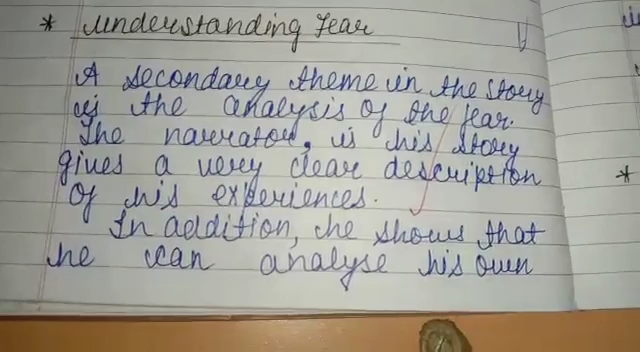 * Understanding Fear
A secondary theme in the story
is the analysis of the fear.
The narrator, is his story
gives a very clear description
of his experiences.
In addition, he shows that
he can analyse his own
*